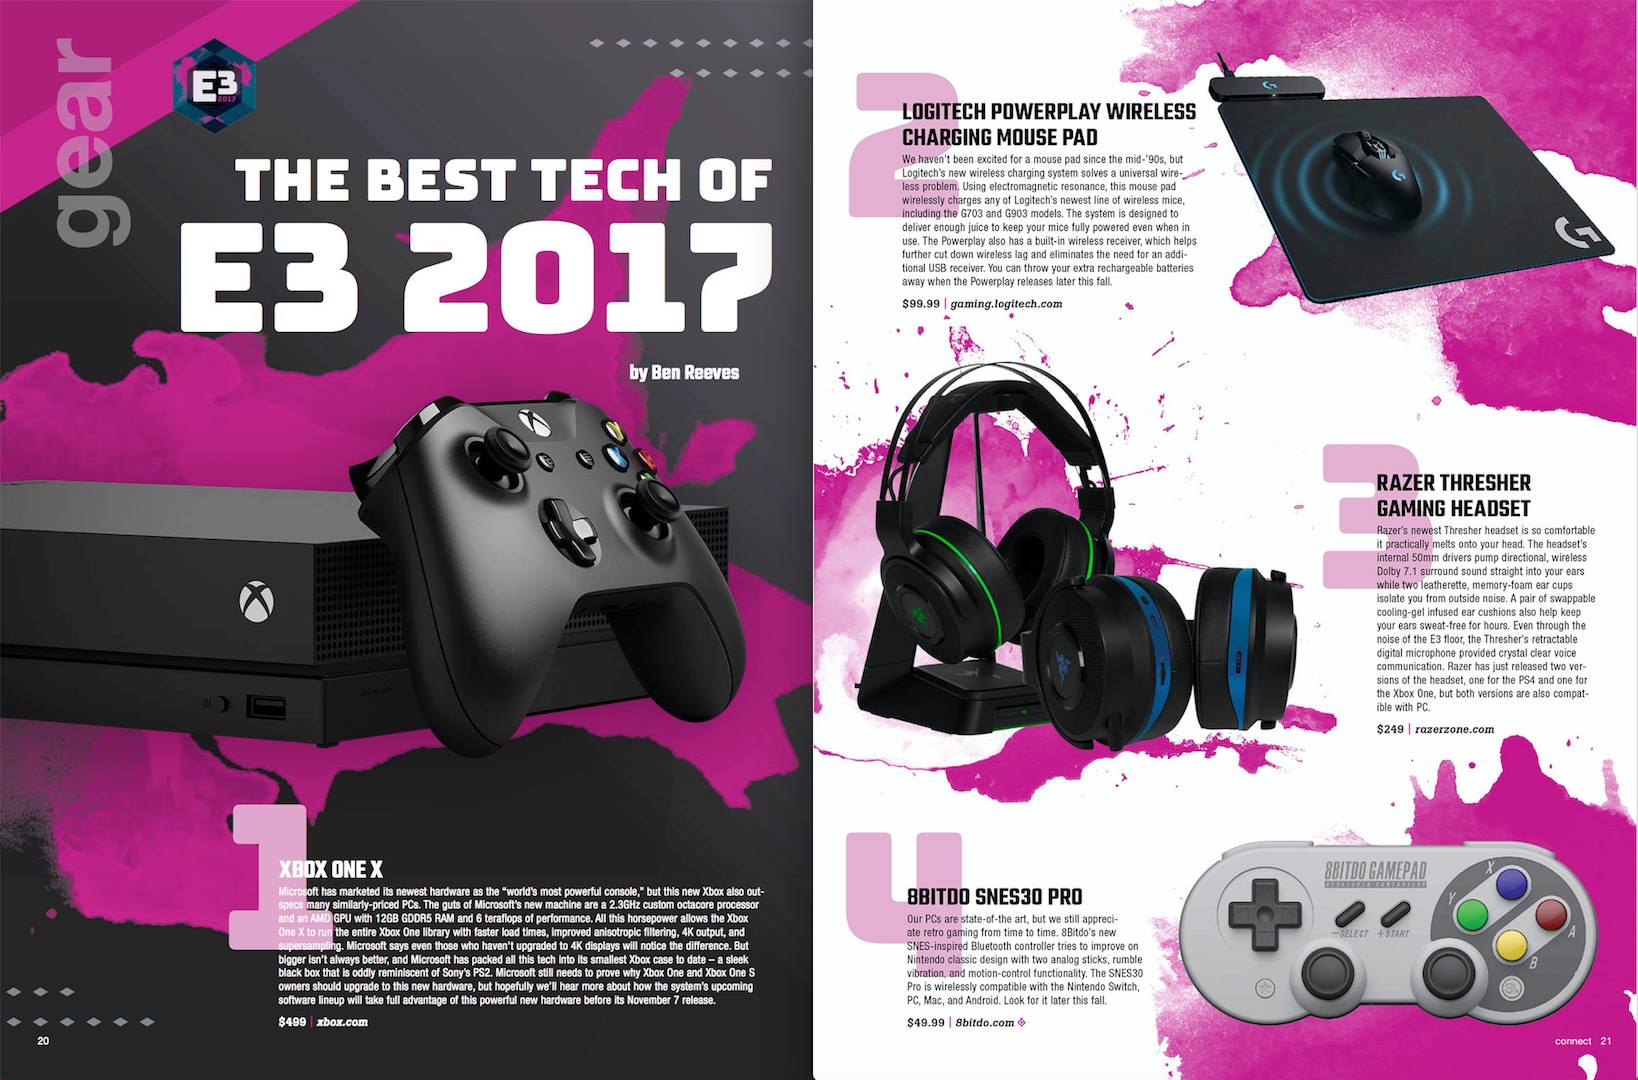 gear
E3
2017
THE BEST TECH OF
E3 2017
by Ben Reeves
1
XBOX ONE X
Microsoft has marketed its newest hardware as the “world’s most powerful console,” but this new Xbox also out-
specs many similarly-priced PCs. The guts of Microsoft’s new machine are a 2.3GHz custom octacore processor
and an AMD GPU with 12GB GDDR5 RAM and 6 teraflops of performance. All this horsepower allows the Xbox
One X to run the entire Xbox One library with faster load times, improved anisotropic filtering, 4K output, and
supersampling. Microsoft says even those who haven’t upgraded to 4K displays will notice the difference. But
bigger isn’t always better, and Microsoft has packed all this tech into its smallest Xbox case to date – a sleek
black box that is oddly reminiscent of Sony’s PS2. Microsoft still needs to prove why Xbox One and Xbox One S
owners should upgrade to this new hardware, but hopefully we’ll hear more about how the system’s upcoming
software lineup will take full advantage of this powerful new hardware before its November 7 release.
$499 | xbox.com
20
2
LOGITECH POWERPLAY WIRELESS
CHARGING MOUSE PAD
We haven’t been excited for a mouse pad since the mid-’90s, but
Logitech’s new wireless charging system solves a universal wire-
less problem. Using electromagnetic resonance, this mouse pad
wirelessly charges any of Logitech’s newest line of wireless mice,
including the G703 and G903 models. The system is designed to
deliver enough juice to keep your mice fully powered even when in
use. The Powerplay also has a built-in wireless receiver, which helps
further cut down wireless lag and eliminates the need for an addi-
tional USB receiver. You can throw your extra rechargeable batteries
away when the Powerplay releases later this fall.
$99.99 | gaming.logitech.com
3
RAZER THRESHER
GAMING HEADSET
Razer’s newest Thresher headset is so comfortable
it practically melts onto your head. The headset’s
internal 50mm drivers pump directional, wireless
Dolby 7.1 surround sound straight into your ears
while two leatherette, memory-foam ear cups
isolate you from outside noise. A pair of swappable
cooling-gel infused ear cushions also help keep
your ears sweat-free for hours. Even through the
noise of the E3 floor, the Thresher’s retractable
digital microphone provided crystal clear voice
communication. Razer has just released two ver-
sions of the headset, one for the PS4 and one for
the Xbox One, but both versions are also compat-
ible with PC.
$249 | razerzone.com
4
8BITDO SNES30 PRO
Our PCs are state-of-the art, but we still appreci-
ate retro gaming from time to time. 8Bitdo’s new
SNES-inspired Bluetooth controller tries to improve on
Nintendo classic design with two analog sticks, rumble
vibration, and motion-control functionality. The SNES30
Pro is wirelessly compatible with the Nintendo Switch,
PC, Mac, and Android. Look for it later this fall.
$49.99 | 8bitdo.com
8BITDO GAMEPAD
X
Y
A
B
−SELECT +START
connect 21